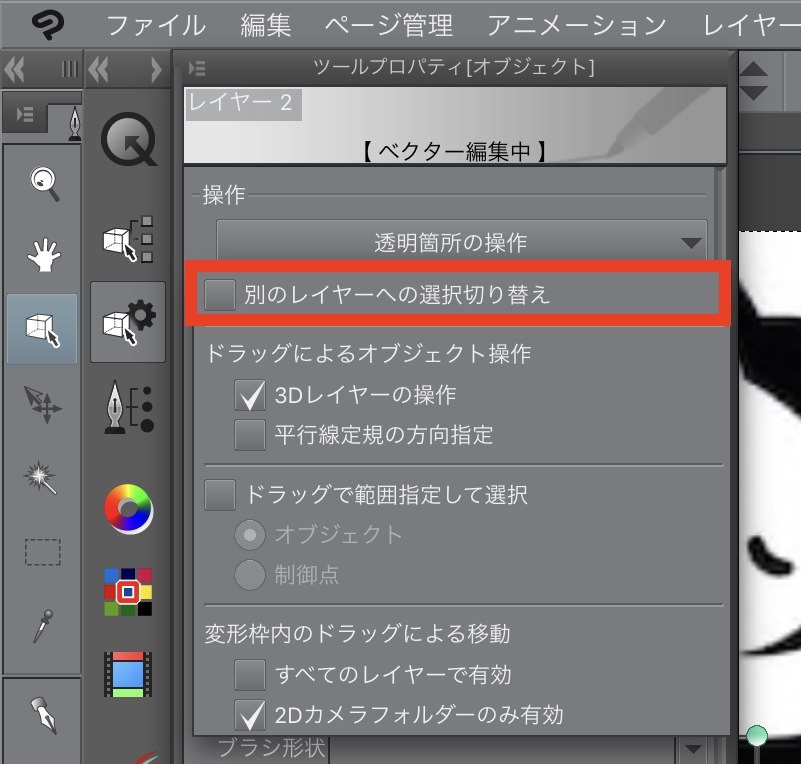 ファイル 編集 ページ管理 アニメーション レイヤー
ツールプロパティ[オブジェクト]
レイヤー 2
【 ベクター編集中 】
操作
透明箇所の操作
別のレイヤーへの選択切り替え
ドラッグによるオブジェクト操作
3Dレイヤーの操作
平行線定規の方向指定
ドラッグで範囲指定して選択
オブジェクト
制御点
変形枠内のドラッグによる移動
すべてのレイヤーで有効
2Dカメラフォルダーのみ有効
ブラシ形状